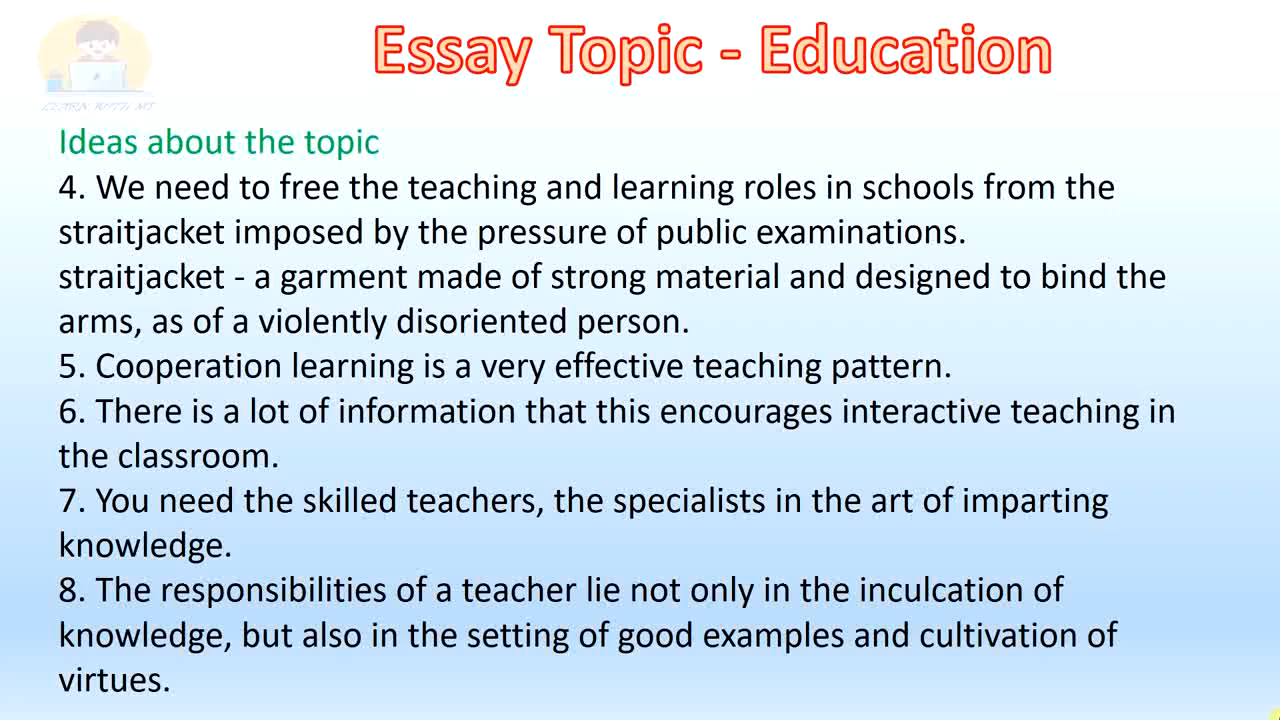 Essay Topic - Education
LEARN WITH MS
Ideas about the topic
4. We need to free the teaching and learning roles in schools from the
straitjacket imposed by the pressure of public examinations.
straitjacket - a garment made of strong material and designed to bind the
arms, as of a violently disoriented person.
5. Cooperation learning is a very effective teaching pattern.
6. There is a lot of information that this encourages interactive teaching in
the classroom.
7. You need the skilled teachers, the specialists in the art of imparting
knowledge.
8. The responsibilities of a teacher lie not only in the inculcation of
knowledge, but also in the setting of good examples and cultivation of
virtues.